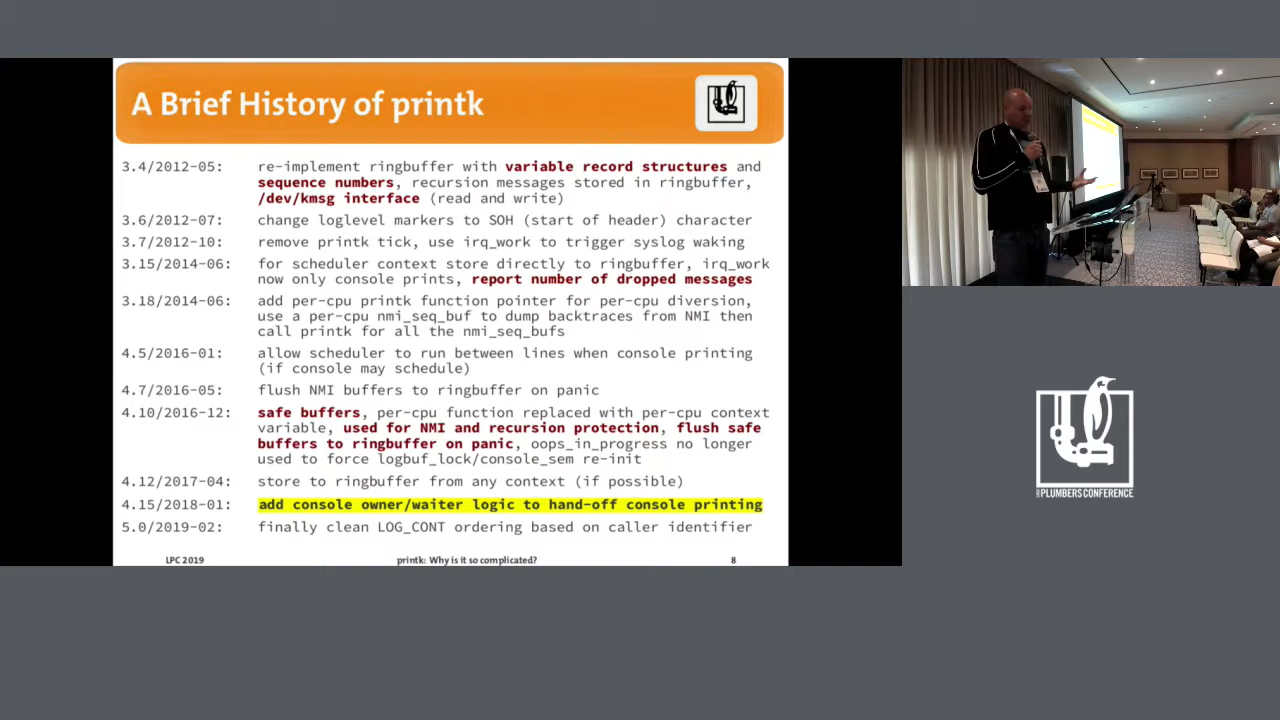 A Brief History of printk
3.4/2012-05: re-implement ringbuffer with variable record structures and
sequence numbers, recursion messages stored in ringbuffer,
/dev/kmsg interface (read and write)
3.6/2012-07: change loglevel markers to SOH (start of header) character
3.7/2012-10: remove printk tick, use irq_work to trigger syslog waking
3.15/2014-06: for scheduler context store directly to ringbuffer, irq_work
now only console prints, report number of dropped messages
3.18/2014-06: add per-cpu printk function pointer for per-cpu diversion,
use a per-cpu nmi_seq_buf to dump backtraces from NMI then
call printk for all the nmi_seq_bufs
4.5/2016-01: allow scheduler to run between lines when console printing
(if console may schedule)
4.7/2016-05: flush NMI buffers to ringbuffer on panic
4.10/2016-12: safe buffers, per-cpu function replaced with per-cpu context
variable, used for NMI and recursion protection, flush safe
buffers to ringbuffer on panic, oops_in_progress no longer
used to force logbuf_lock/console_sem re-init
4.12/2017-04: store to ringbuffer from any context (if possible)
4.15/2018-01: add console owner/waiter logic to hand-off console printing
5.0/2019-02: finally clean LOG_CONT ordering based on caller identifier
LPC 2019 printk: Why is it so complicated? 8
PLUMBERS CONFERENCE